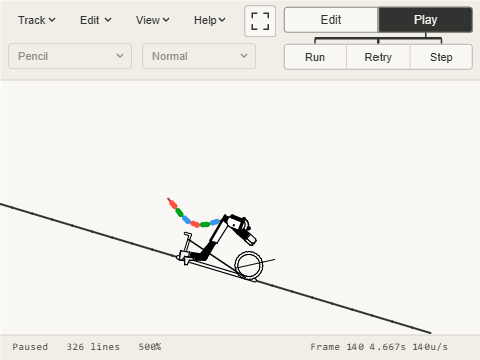 Track Edit View Help Edit Play
Pencil Normal Run Retry Step
Paused 326 lines 500% Frame 140 4.667s 140u/s